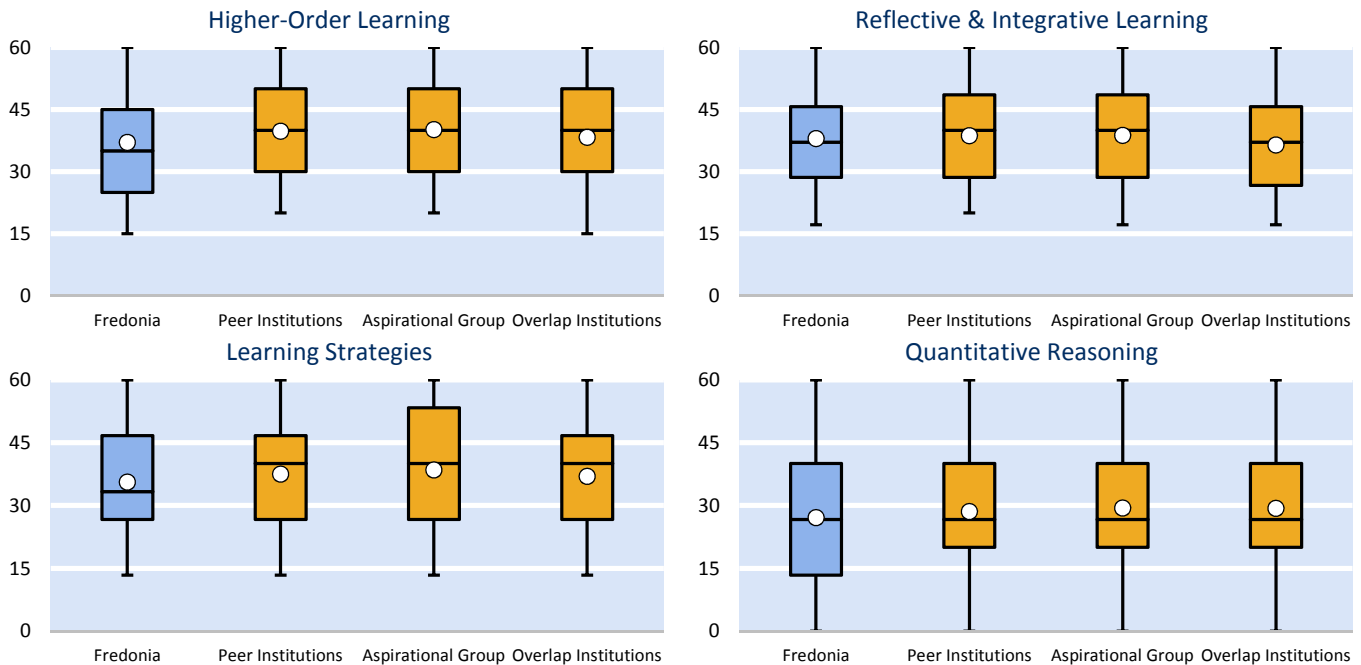 Higher-Order Learning
60
45
30
15
0
Fredonia Peer Institutions Aspirational Group Overlap Institutions
Reflective & Integrative Learning
60
45
30
15
0
Fredonia Peer Institutions Aspirational Group Overlap Institutions
Learning Strategies
60
45
30
15
0
Fredonia Peer Institutions Aspirational Group Overlap Institutions
Quantitative Reasoning
60
45
30
15
0
Fredonia Peer Institutions Aspirational Group Overlap Institutions